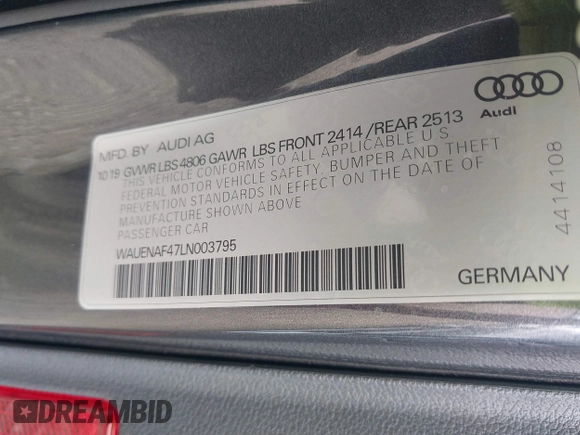 MFD. BY AUDI AG
10 19 GVWR LBS 4806 GAWR LBS FRONT 2414 / REAR 2513
THIS VEHICLE CONFORMS TO ALL APPLICABLE U S
FEDERAL MOTOR VEHICLE SAFETY, BUMPER AND THEFT
PREVENTION STANDARDS IN EFFECT ON THE DATE OF
MANUFACTURE SHOWN ABOVE
PASSENGER CAR
WAUENAF47LN003795
Audi
4414108
GERMANY
DREAMBID